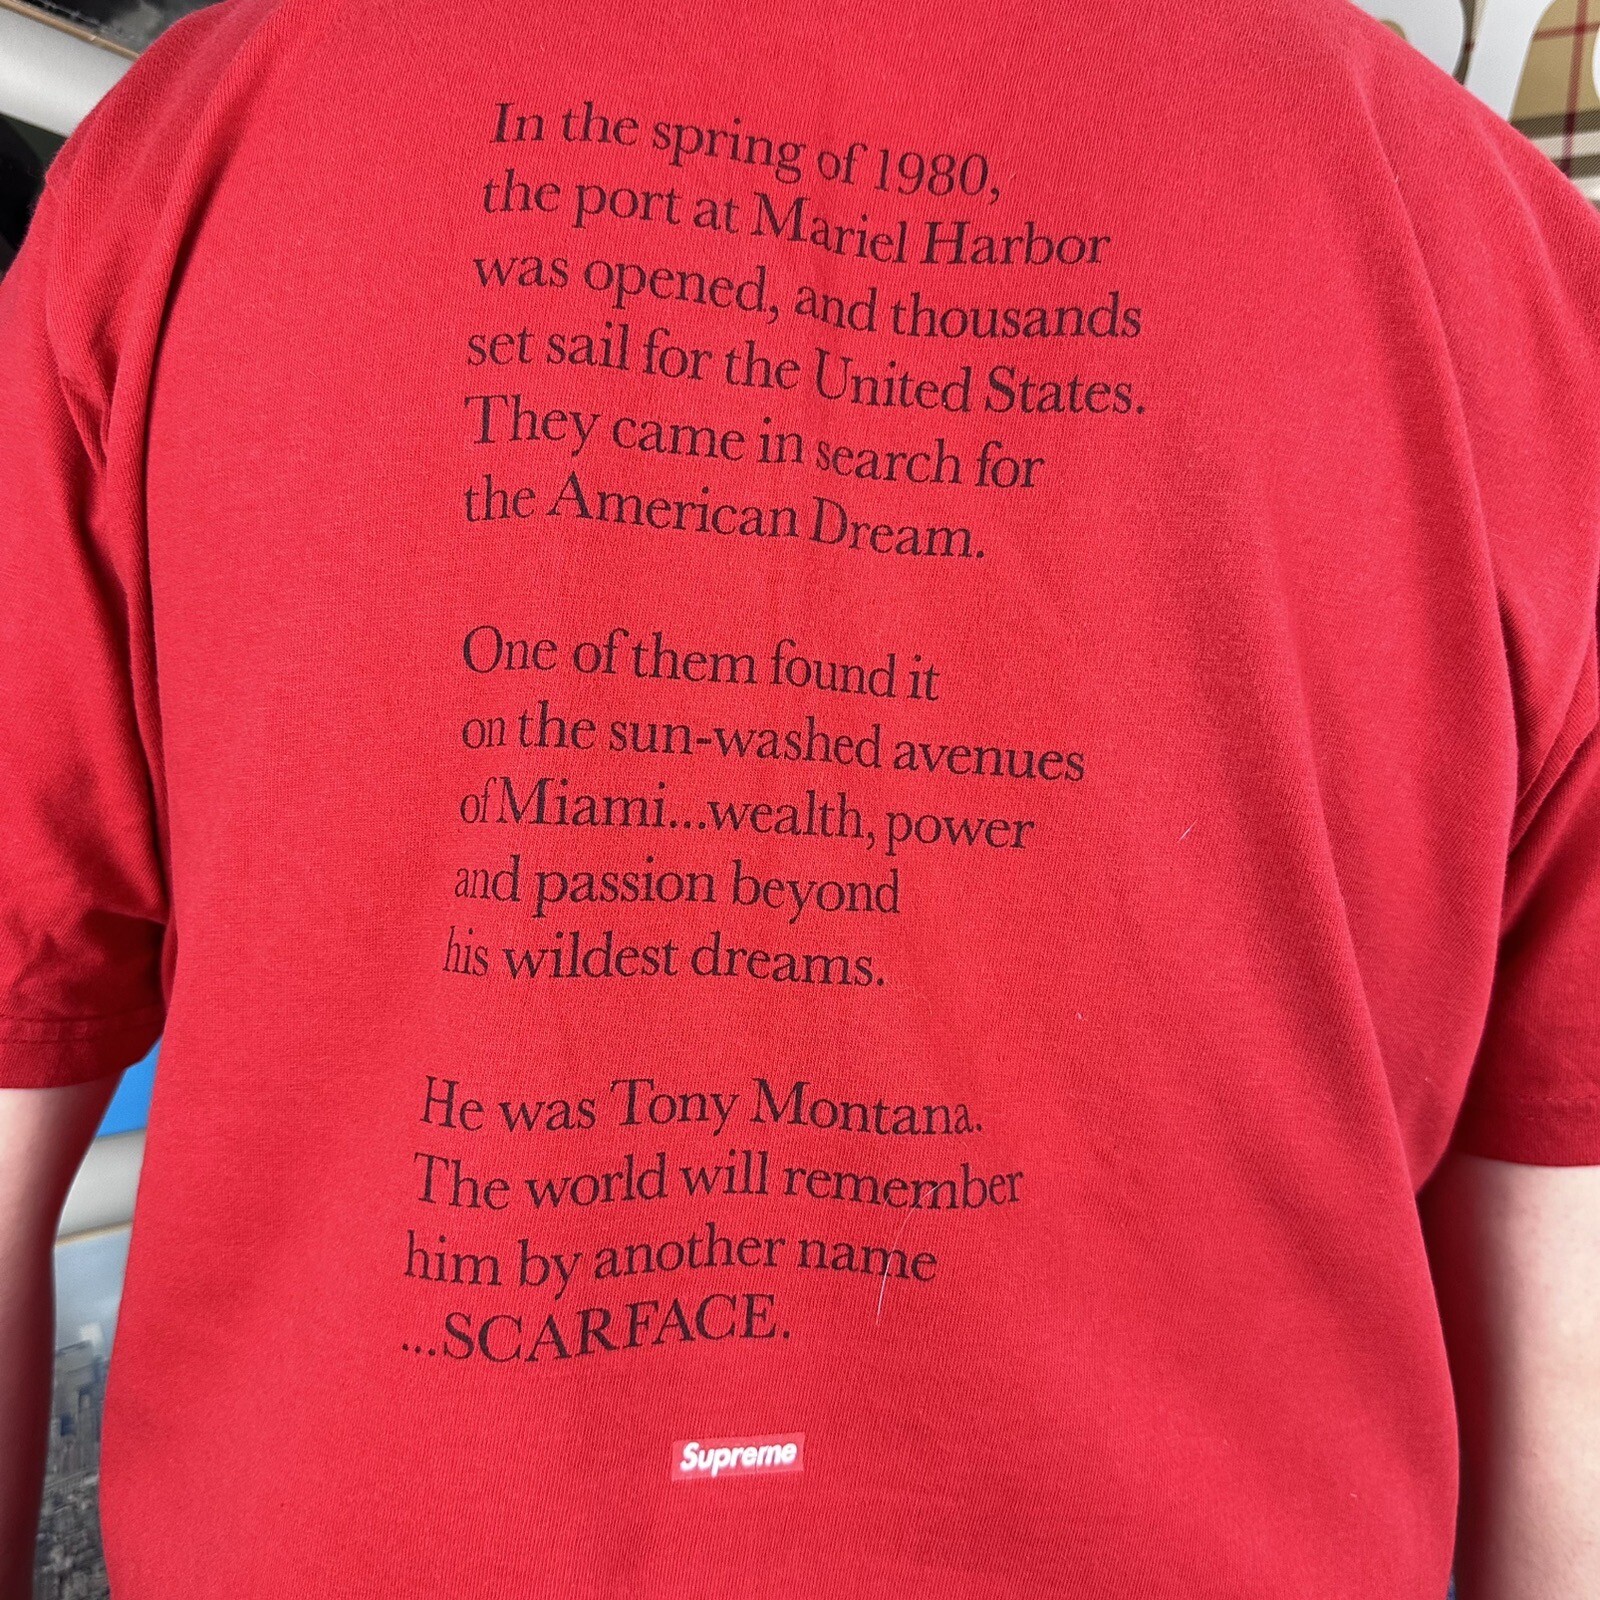 In the spring of 1980,
the port at Mariel Harbor
was opened, and thousands
set sail for the United States.
They came in search for
the American Dream.
One of them found it
on the sun-washed avenues
of Miami...wealth, power
and passion beyond
his wildest dreams.
He was Tony Montana.
The world will remember
him by another name
...SCARFACE.
Supreme